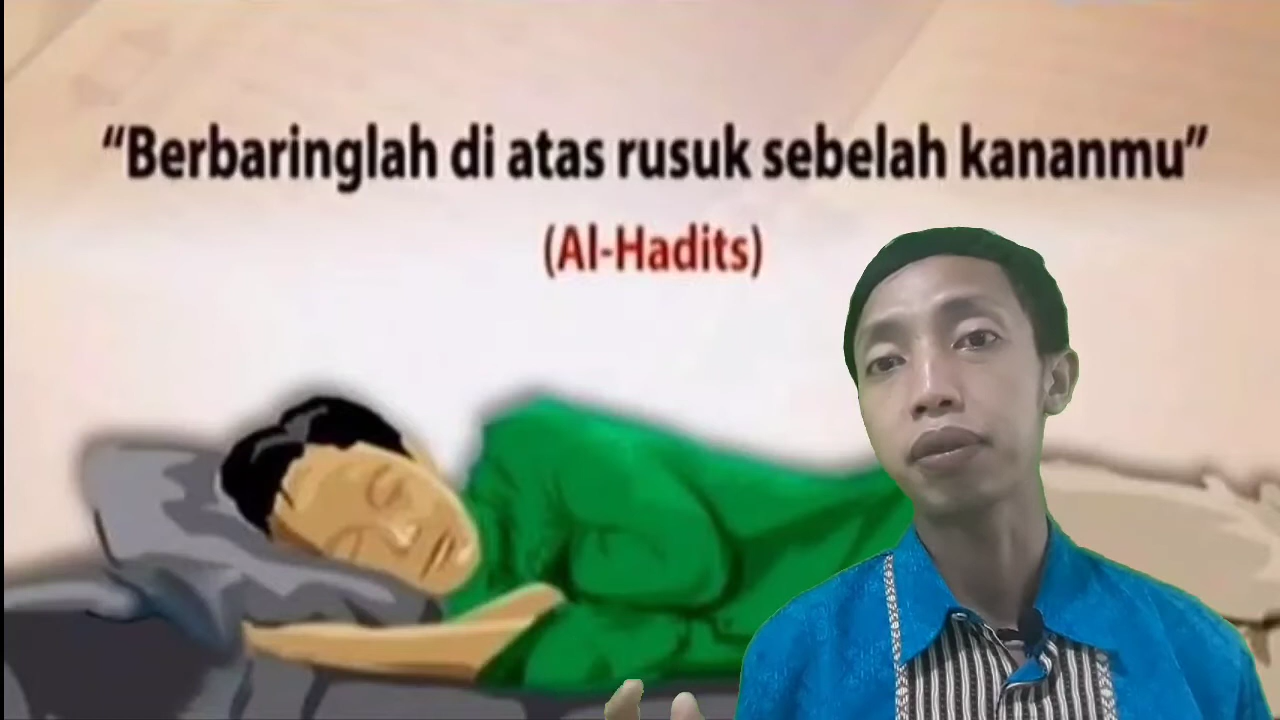 “Berbaringlah di atas rusuk sebelah kananmu”
(Al-Hadits)